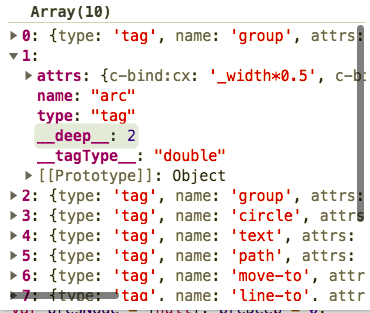 Array(10)
▶ 0: {type: 'tag', name: 'group', attrs:
▼ 1:
▶ attrs: {c-bind:cx: '_width*0.5', c-b
name: "arc"
type: "tag"
__deep__: 2
__tagType__: "double"
▶ [[Prototype]]: Object
▶ 2: {type: 'tag', name: 'group', attrs:
▶ 3: {type: 'tag', name: 'circle', attrs
▶ 4: {type: 'tag', name: 'text', attrs:
▶ 5: {type: 'tag', name: 'path', attrs:
▶ 6: {type: 'tag', name: 'move-to', attr
▶ 7: {type: 'tag', name: 'line-to', attr